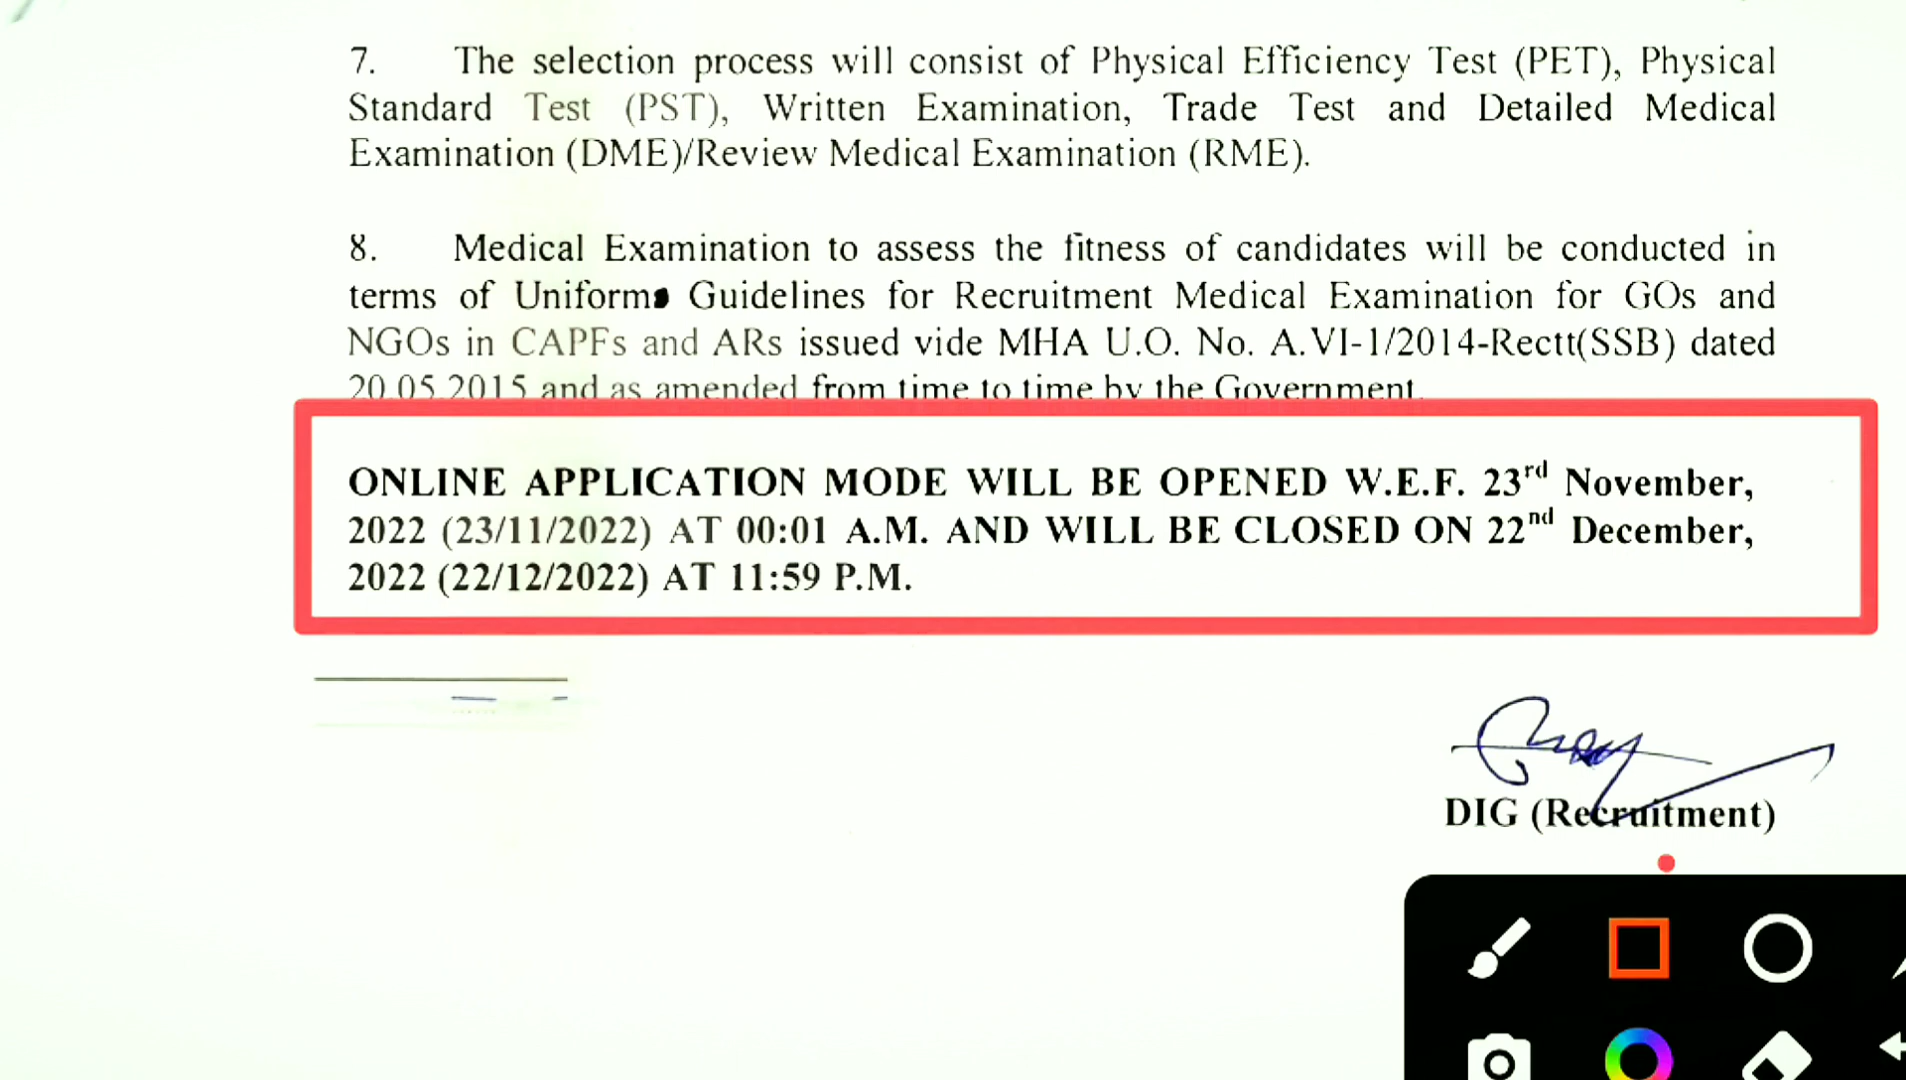 7. The selection process will consist of Physical Efficiency Test (PET), Physical
Standard Test (PST), Written Examination, Trade Test and Detailed Medical
Examination (DME)/Review Medical Examination (RME).
8. Medical Examination to assess the fitness of candidates will be conducted in
terms of Uniform Guidelines for Recruitment Medical Examination for GOs and
NGOs in CAPFs and ARs issued vide MHA U.O. No. A.VI-1/2014-Rectt(SSB) dated
20.05.2015 and as amended from time to time by the Government.
ONLINE APPLICATION MODE WILL BE OPENED W.E.F. 23rd November,
2022 (23/11/2022) AT 00:01 A.M. AND WILL BE CLOSED ON 22nd December,
2022 (22/12/2022) AT 11:59 P.M.
DIG (Recruitment)